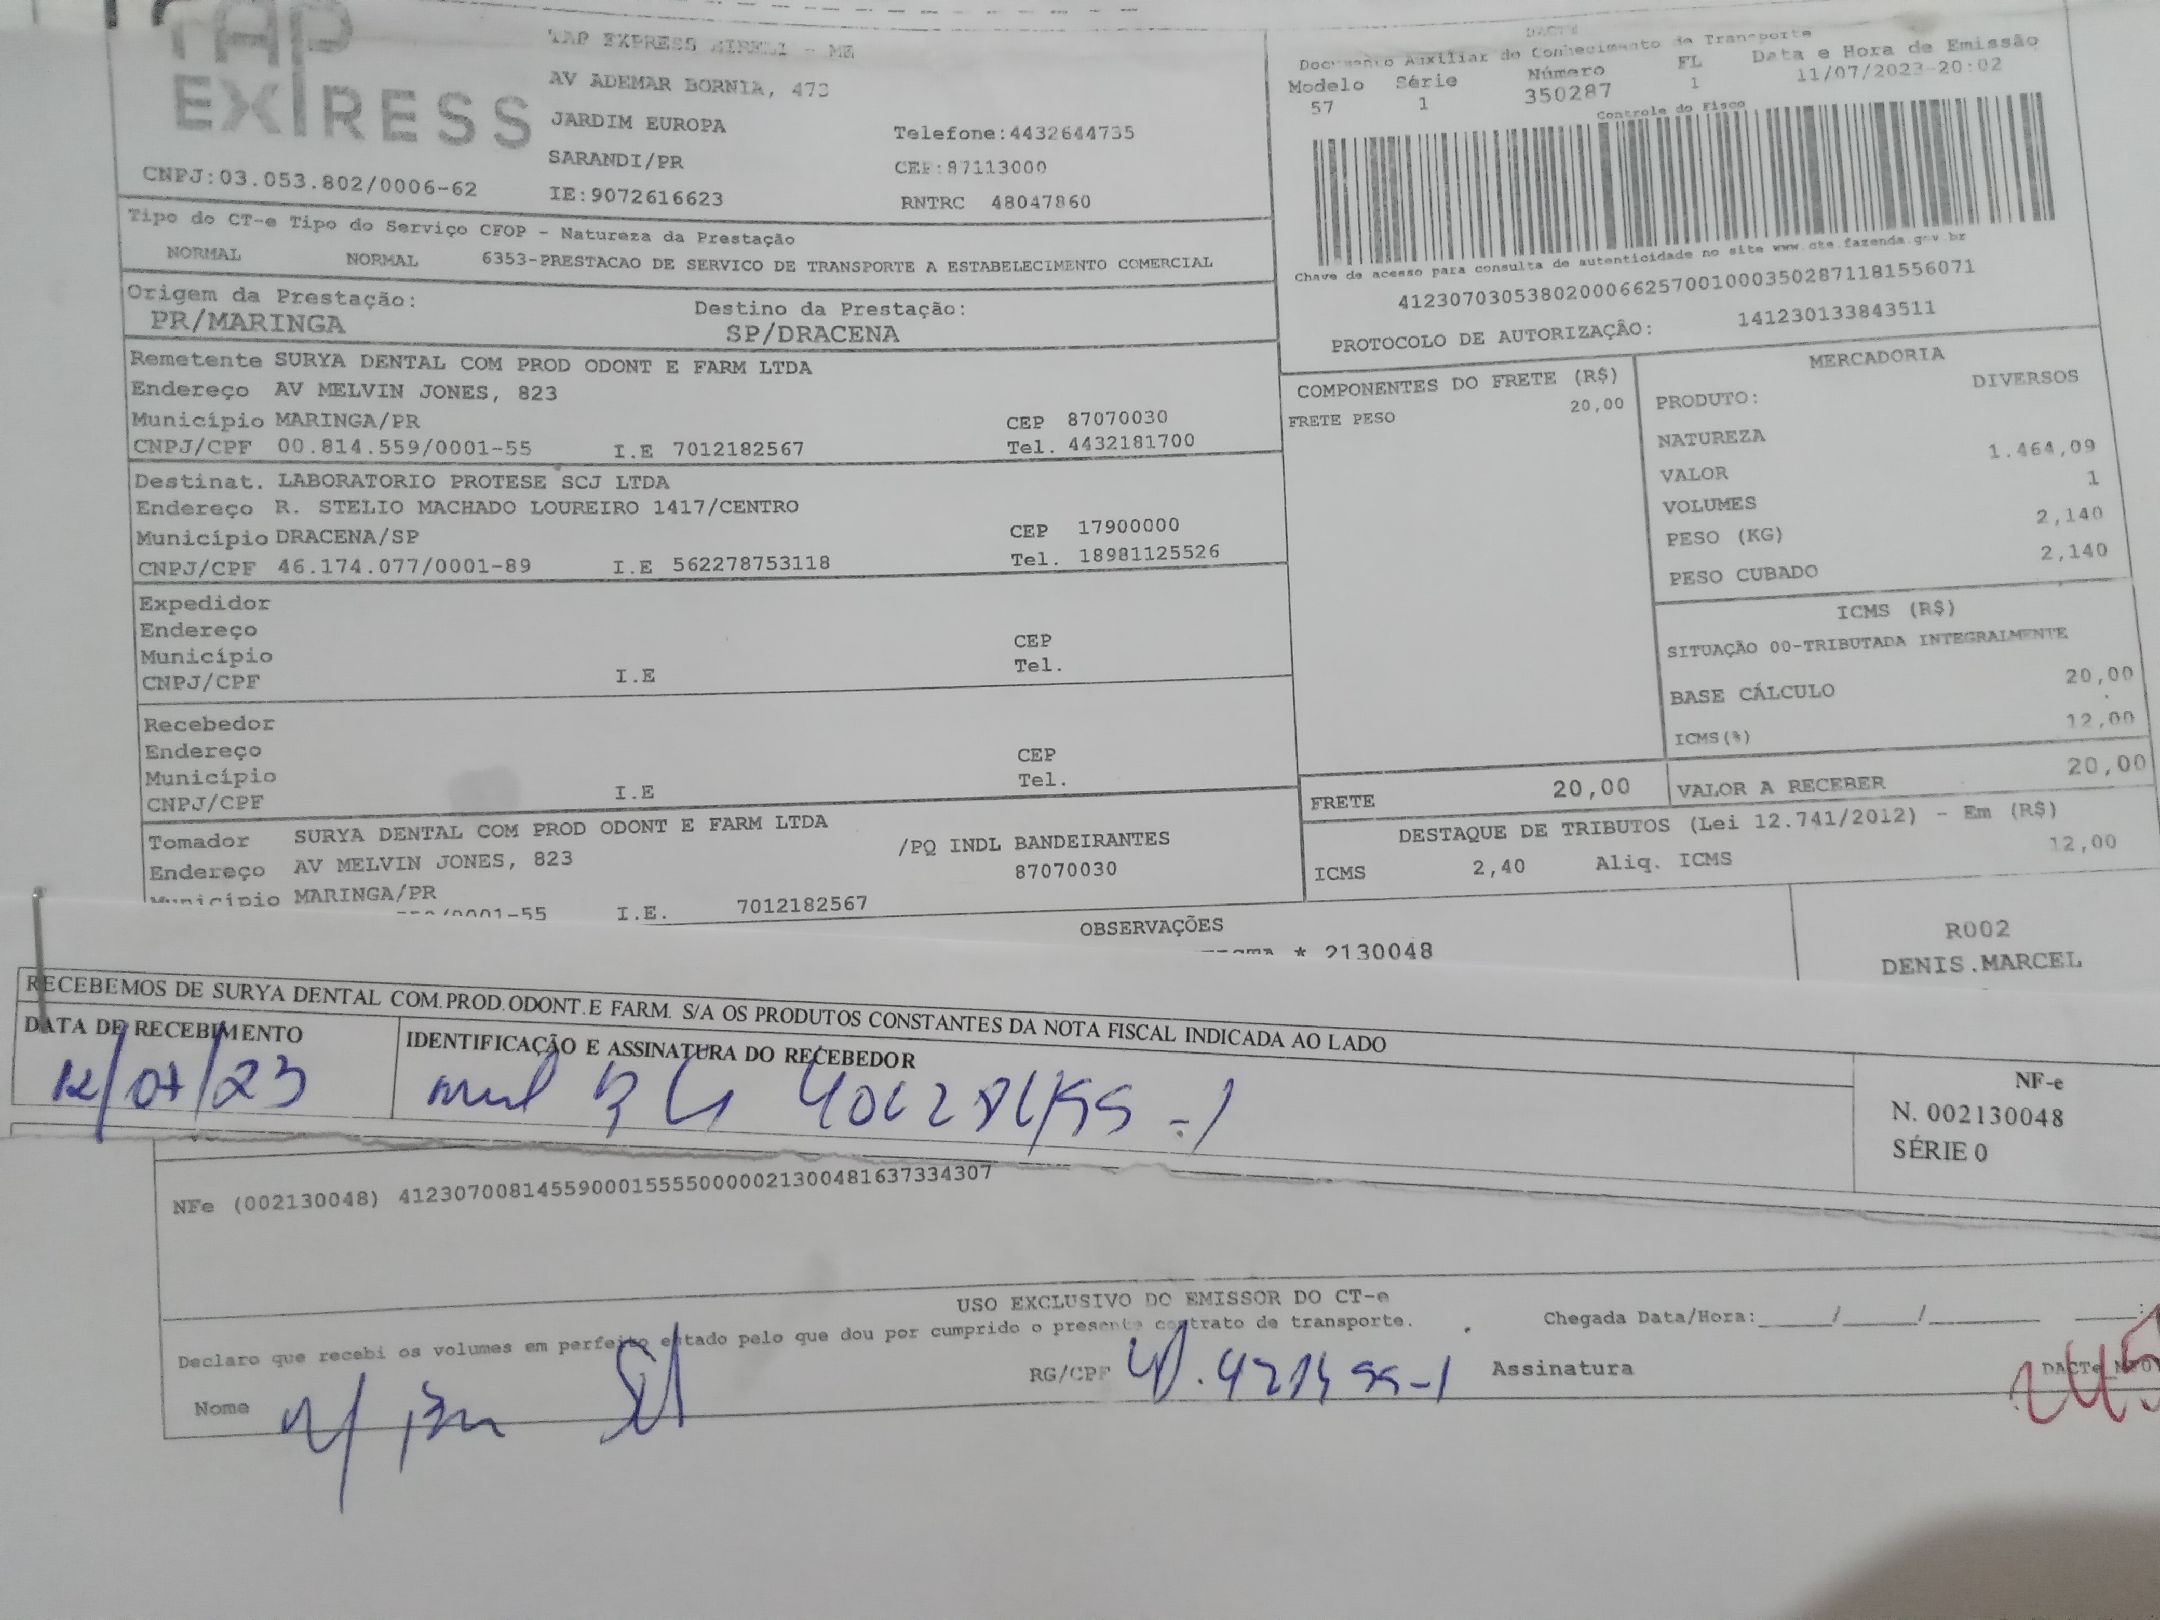 TAP
EXPRESS
TAP EXPRESS EIRELI - ME
AV ADEMAR BORNIA, 473
JARDIM EUROPA
Telefone:4432644735
SARANDI/PR
CEP:87113000
CNPJ:03.053.802/0006-62
IE:9072616623
RNTRC 48047860
DACTE
Documento Auxiliar do Conhecimento de Transporte
Modelo Série Número FL Data e Hora de Emissão
57 1 350287 1 11/07/2023-20:02
Controle do Fisco
Chave de acesso para consulta de autenticidade no site www.cte.fazenda.gov.br
41230703053802000662570010003502871181556071
PROTOCOLO DE AUTORIZAÇÃO: 141230133843511
Tipo do CT-e Tipo do Serviço CFOP - Natureza da Prestação
NORMAL NORMAL 6353-PRESTACAO DE SERVICO DE TRANSPORTE A ESTABELECIMENTO COMERCIAL
Origem da Prestação: Destino da Prestação:
PR/MARINGA SP/DRACENA
Remetente SURYA DENTAL COM PROD ODONT E FARM LTDA
Endereço AV MELVIN JONES, 823
Município MARINGA/PR CEP 87070030
CNPJ/CPF 00.814.559/0001-55 I.E 7012182567 Tel. 4432181700
Destinat. LABORATORIO PROTESE SCJ LTDA
Endereço R. STELIO MACHADO LOUREIRO 1417/CENTRO
Município DRACENA/SP CEP 17900000
CNPJ/CPF 46.174.077/0001-89 I.E 562278753118 Tel. 18981125526
Expedidor
Endereço
Município CEP
CNPJ/CPF I.E Tel.
Recebedor
Endereço
Município CEP
CNPJ/CPF I.E Tel.
Tomador SURYA DENTAL COM PROD ODONT E FARM LTDA
Endereço AV MELVIN JONES, 823 /PQ INDL BANDEIRANTES
Município MARINGA/PR 87070030
/0001-55 I.E. 7012182567
COMPONENTES DO FRETE (R$)
FRETE PESO 20,00
MERCADORIA
PRODUTO: DIVERSOS
NATUREZA
VALOR 1.464,09
VOLUMES 1
PESO (KG) 2,140
PESO CUBADO 2,140
ICMS (R$)
SITUAÇÃO 00-TRIBUTADA INTEGRALMENTE
BASE CÁLCULO 20,00
ICMS(%) 12,00
FRETE 20,00 VALOR A RECEBER 20,00
DESTAQUE DE TRIBUTOS (Lei 12.741/2012) - Em (R$)
ICMS 2,40 Aliq. ICMS 12,00
OBSERVAÇÕES
* 2130048
R002
DENIS.MARCEL
RECEBEMOS DE SURYA DENTAL COM.PROD.ODONT.E FARM. S/A OS PRODUTOS CONSTANTES DA NOTA FISCAL INDICADA AO LADO
DATA DE RECEBIMENTO IDENTIFICAÇÃO E ASSINATURA DO RECEBEDOR
12/07/23
NF-e
N. 002130048
SÉRIE 0
NFe (002130048) 41230700814559000155550000021300481637334307
USO EXCLUSIVO DO EMISSOR DO CT-e
Declaro que recebi os volumes em perfeito estado pelo que dou por cumprido o presente contrato de transporte.
Chegada Data/Hora:_____/_____/_______ ____:
Nome RG/CPF Assinatura